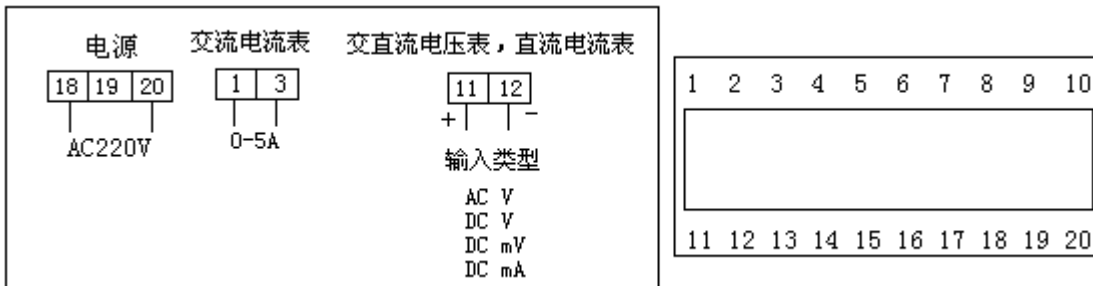 电源
18 19 20
AC220V
交流电流表
1 3
0-5A
交直流电压表，直流电流表
11 12
+ -
输入类型
AC V
DC V
DC mV
DC mA
1 2 3 4 5 6 7 8 9 10
11 12 13 14 15 16 17 18 19 20